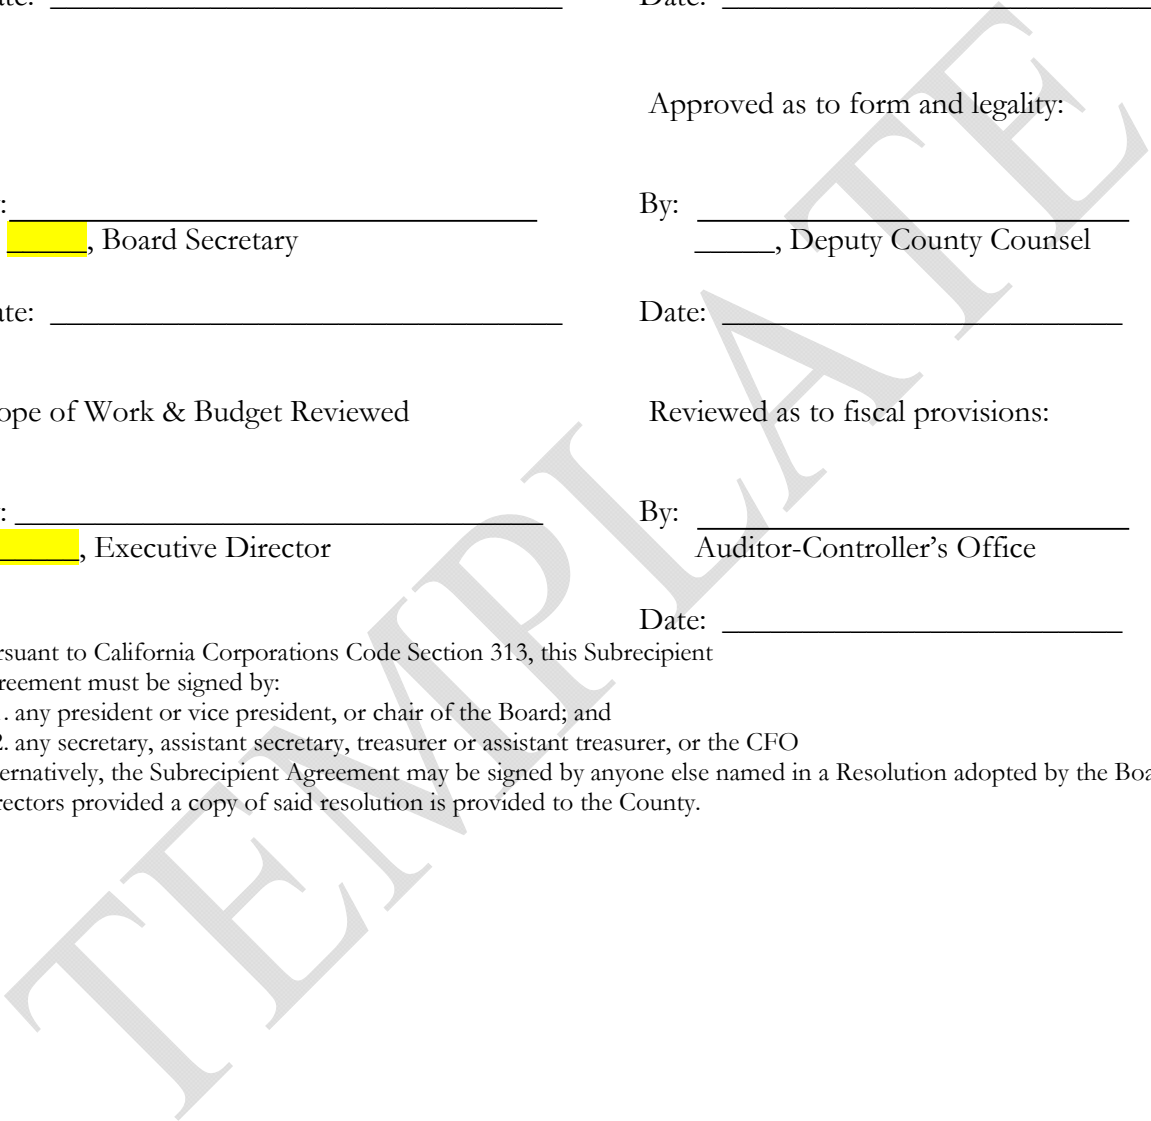 ate: Date:
Approved as to form and legality:
: By:
, Board Secretary , Deputy County Counsel
ate: Date:
ope of Work & Budget Reviewed Reviewed as to fiscal provisions:
: By:
, Executive Director Auditor-Controller’s Office
Date:
rsuant to California Corporations Code Section 313, this Subrecipient
reement must be signed by:
1. any president or vice president, or chair of the Board; and
2. any secretary, assistant secretary, treasurer or assistant treasurer, or the CFO
ernatively, the Subrecipient Agreement may be signed by anyone else named in a Resolution adopted by the Boa
rectors provided a copy of said resolution is provided to the County.
TEMPLATE